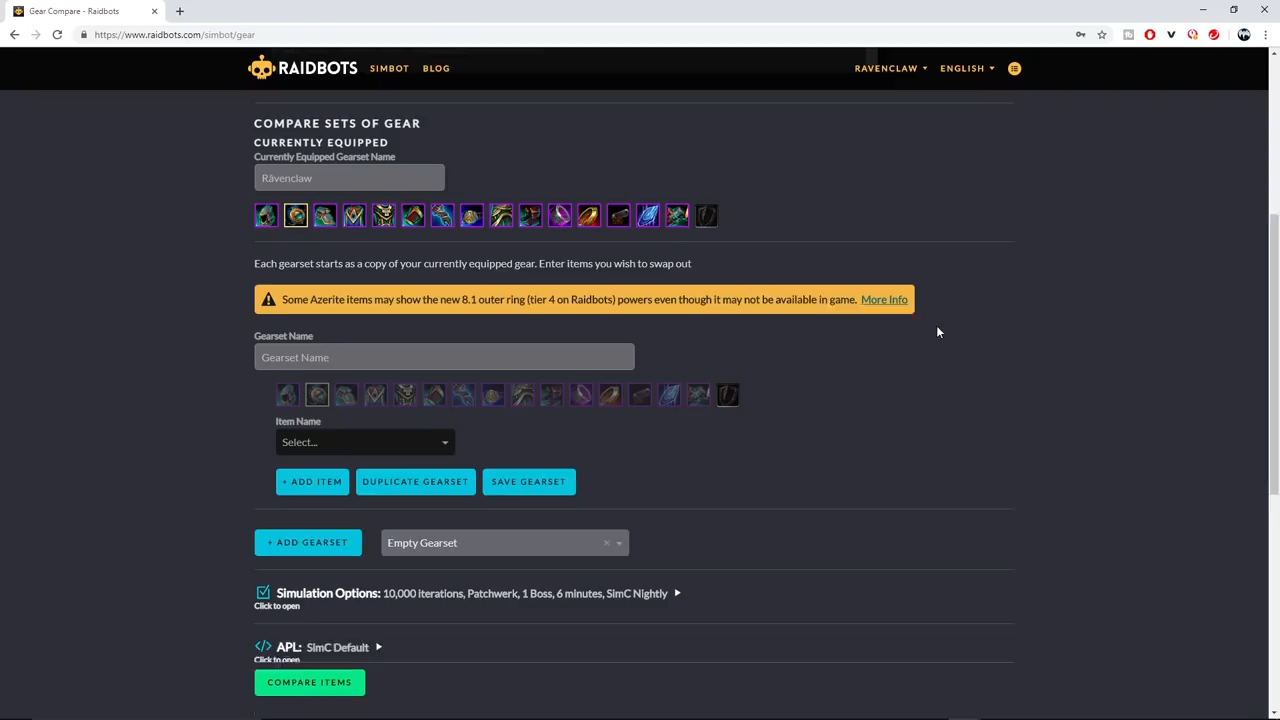 Gear Compare - Raidbots
https://www.raidbots.com/simbot/gear
RAIDBOTS SIMBOT BLOG RAVENCLAW ENGLISH
COMPARE SETS OF GEAR
CURRENTLY EQUIPPED
Currently Equipped Gearset Name
Rävenclaw
Each gearset starts as a copy of your currently equipped gear. Enter items you wish to swap out
Some Azerite items may show the new 8.1 outer ring (tier 4 on Raidbots) powers even though it may not be available in game. More Info
Gearset Name
Gearset Name
Item Name
Select...
+ ADD ITEM DUPLICATE GEARSET SAVE GEARSET
+ ADD GEARSET Empty Gearset
Simulation Options: 10,000 iterations, Patchwerk, 1 Boss, 6 minutes, SimC Nightly
Click to open
</> APL: SimC Default
Click to open
COMPARE ITEMS